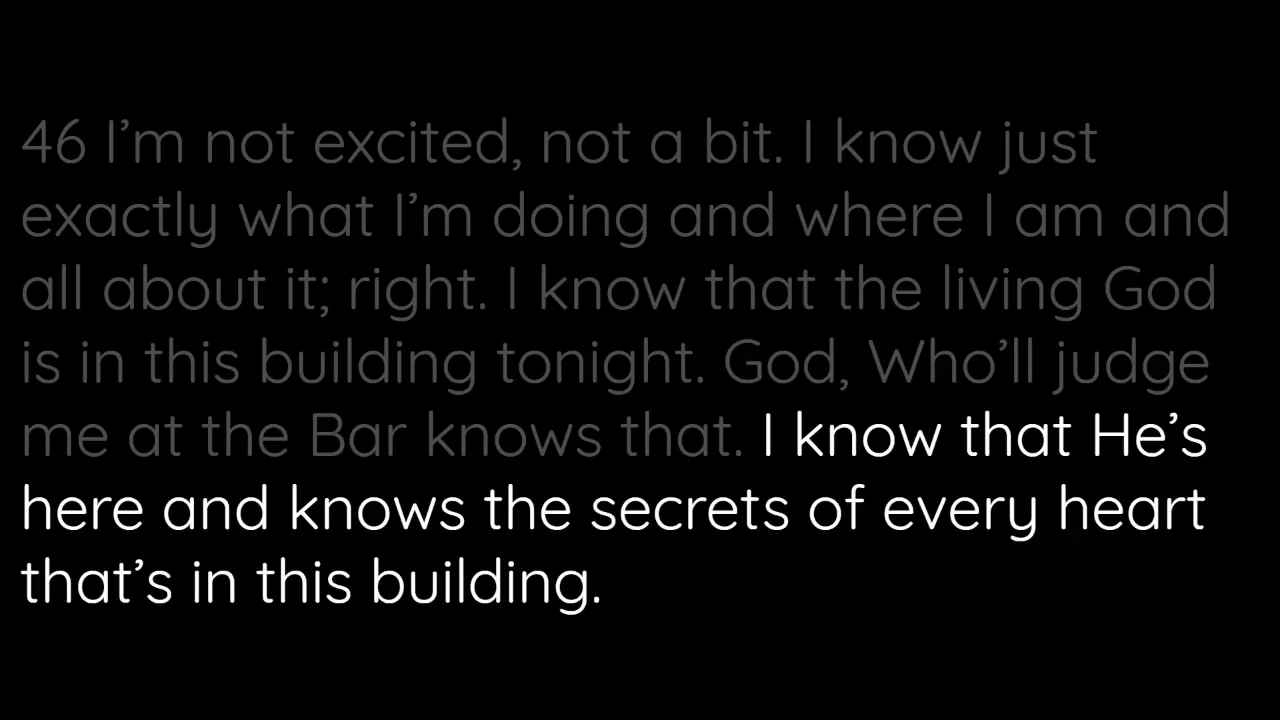 46 I’m not excited, not a bit. I know just
exactly what I’m doing and where I am and
all about it; right. I know that the living God
is in this building tonight. God, Who’ll judge
me at the Bar knows that. I know that He’s
here and knows the secrets of every heart
that’s in this building.